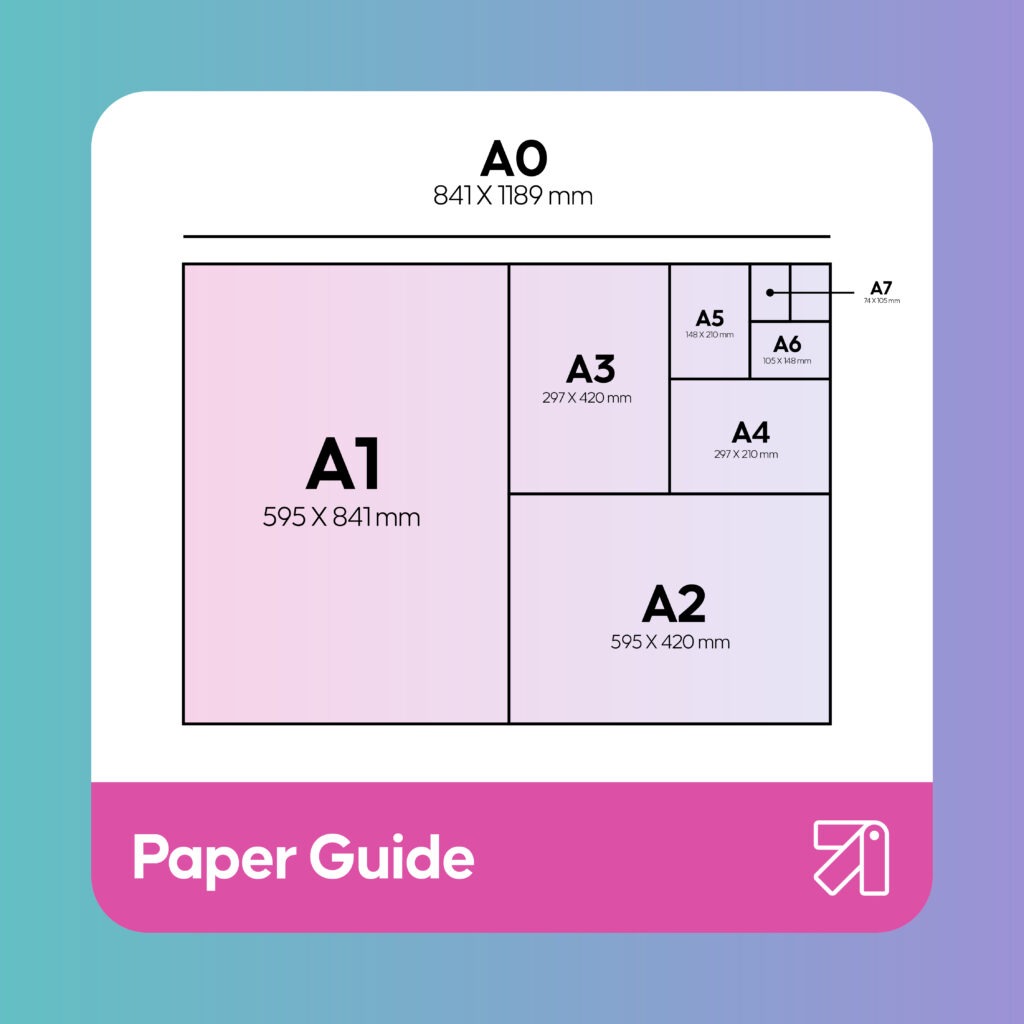 A0
841 X 1189 mm
A7
74 X 105 mm
A5
148 X 210 mm
A6
105 X 148 mm
A3
297 X 420 mm
A4
297 X 210 mm
A1
595 X 841 mm
A2
595 X 420 mm
Paper Guide